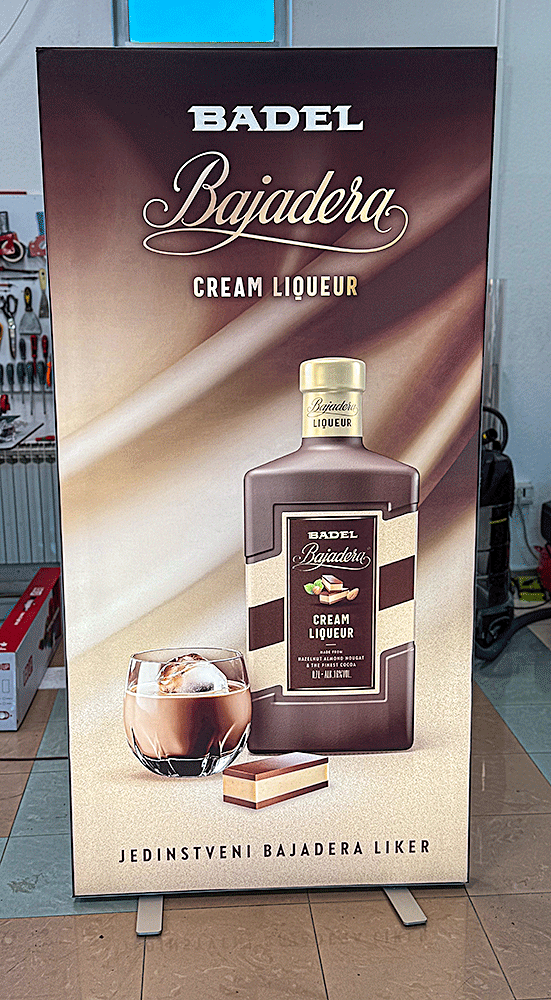 BADEL
Bajadera
CREAM LIQUEUR
Bajadera
LIQUEUR
BADEL
Bajadera
CREAM
LIQUEUR
MADE FROM
HAZELNUT ALMOND NOUGAT
& THE FINEST COCOA
JEDINSTVENI BAJADERA LIKER